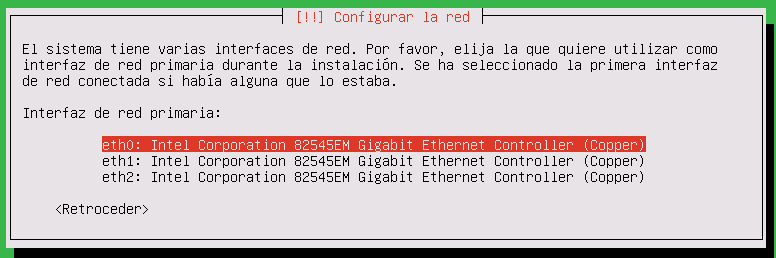 [!!] Configurar la red
El sistema tiene varias interfaces de red. Por favor, elija la que quiere utilizar como
interfaz de red primaria durante la instalación. Se ha seleccionado la primera interfaz
de red conectada si había alguna que lo estaba.
Interfaz de red primaria:
eth0: Intel Corporation 82545EM Gigabit Ethernet Controller (Copper)
eth1: Intel Corporation 82545EM Gigabit Ethernet Controller (Copper)
eth2: Intel Corporation 82545EM Gigabit Ethernet Controller (Copper)
<Retroceder>